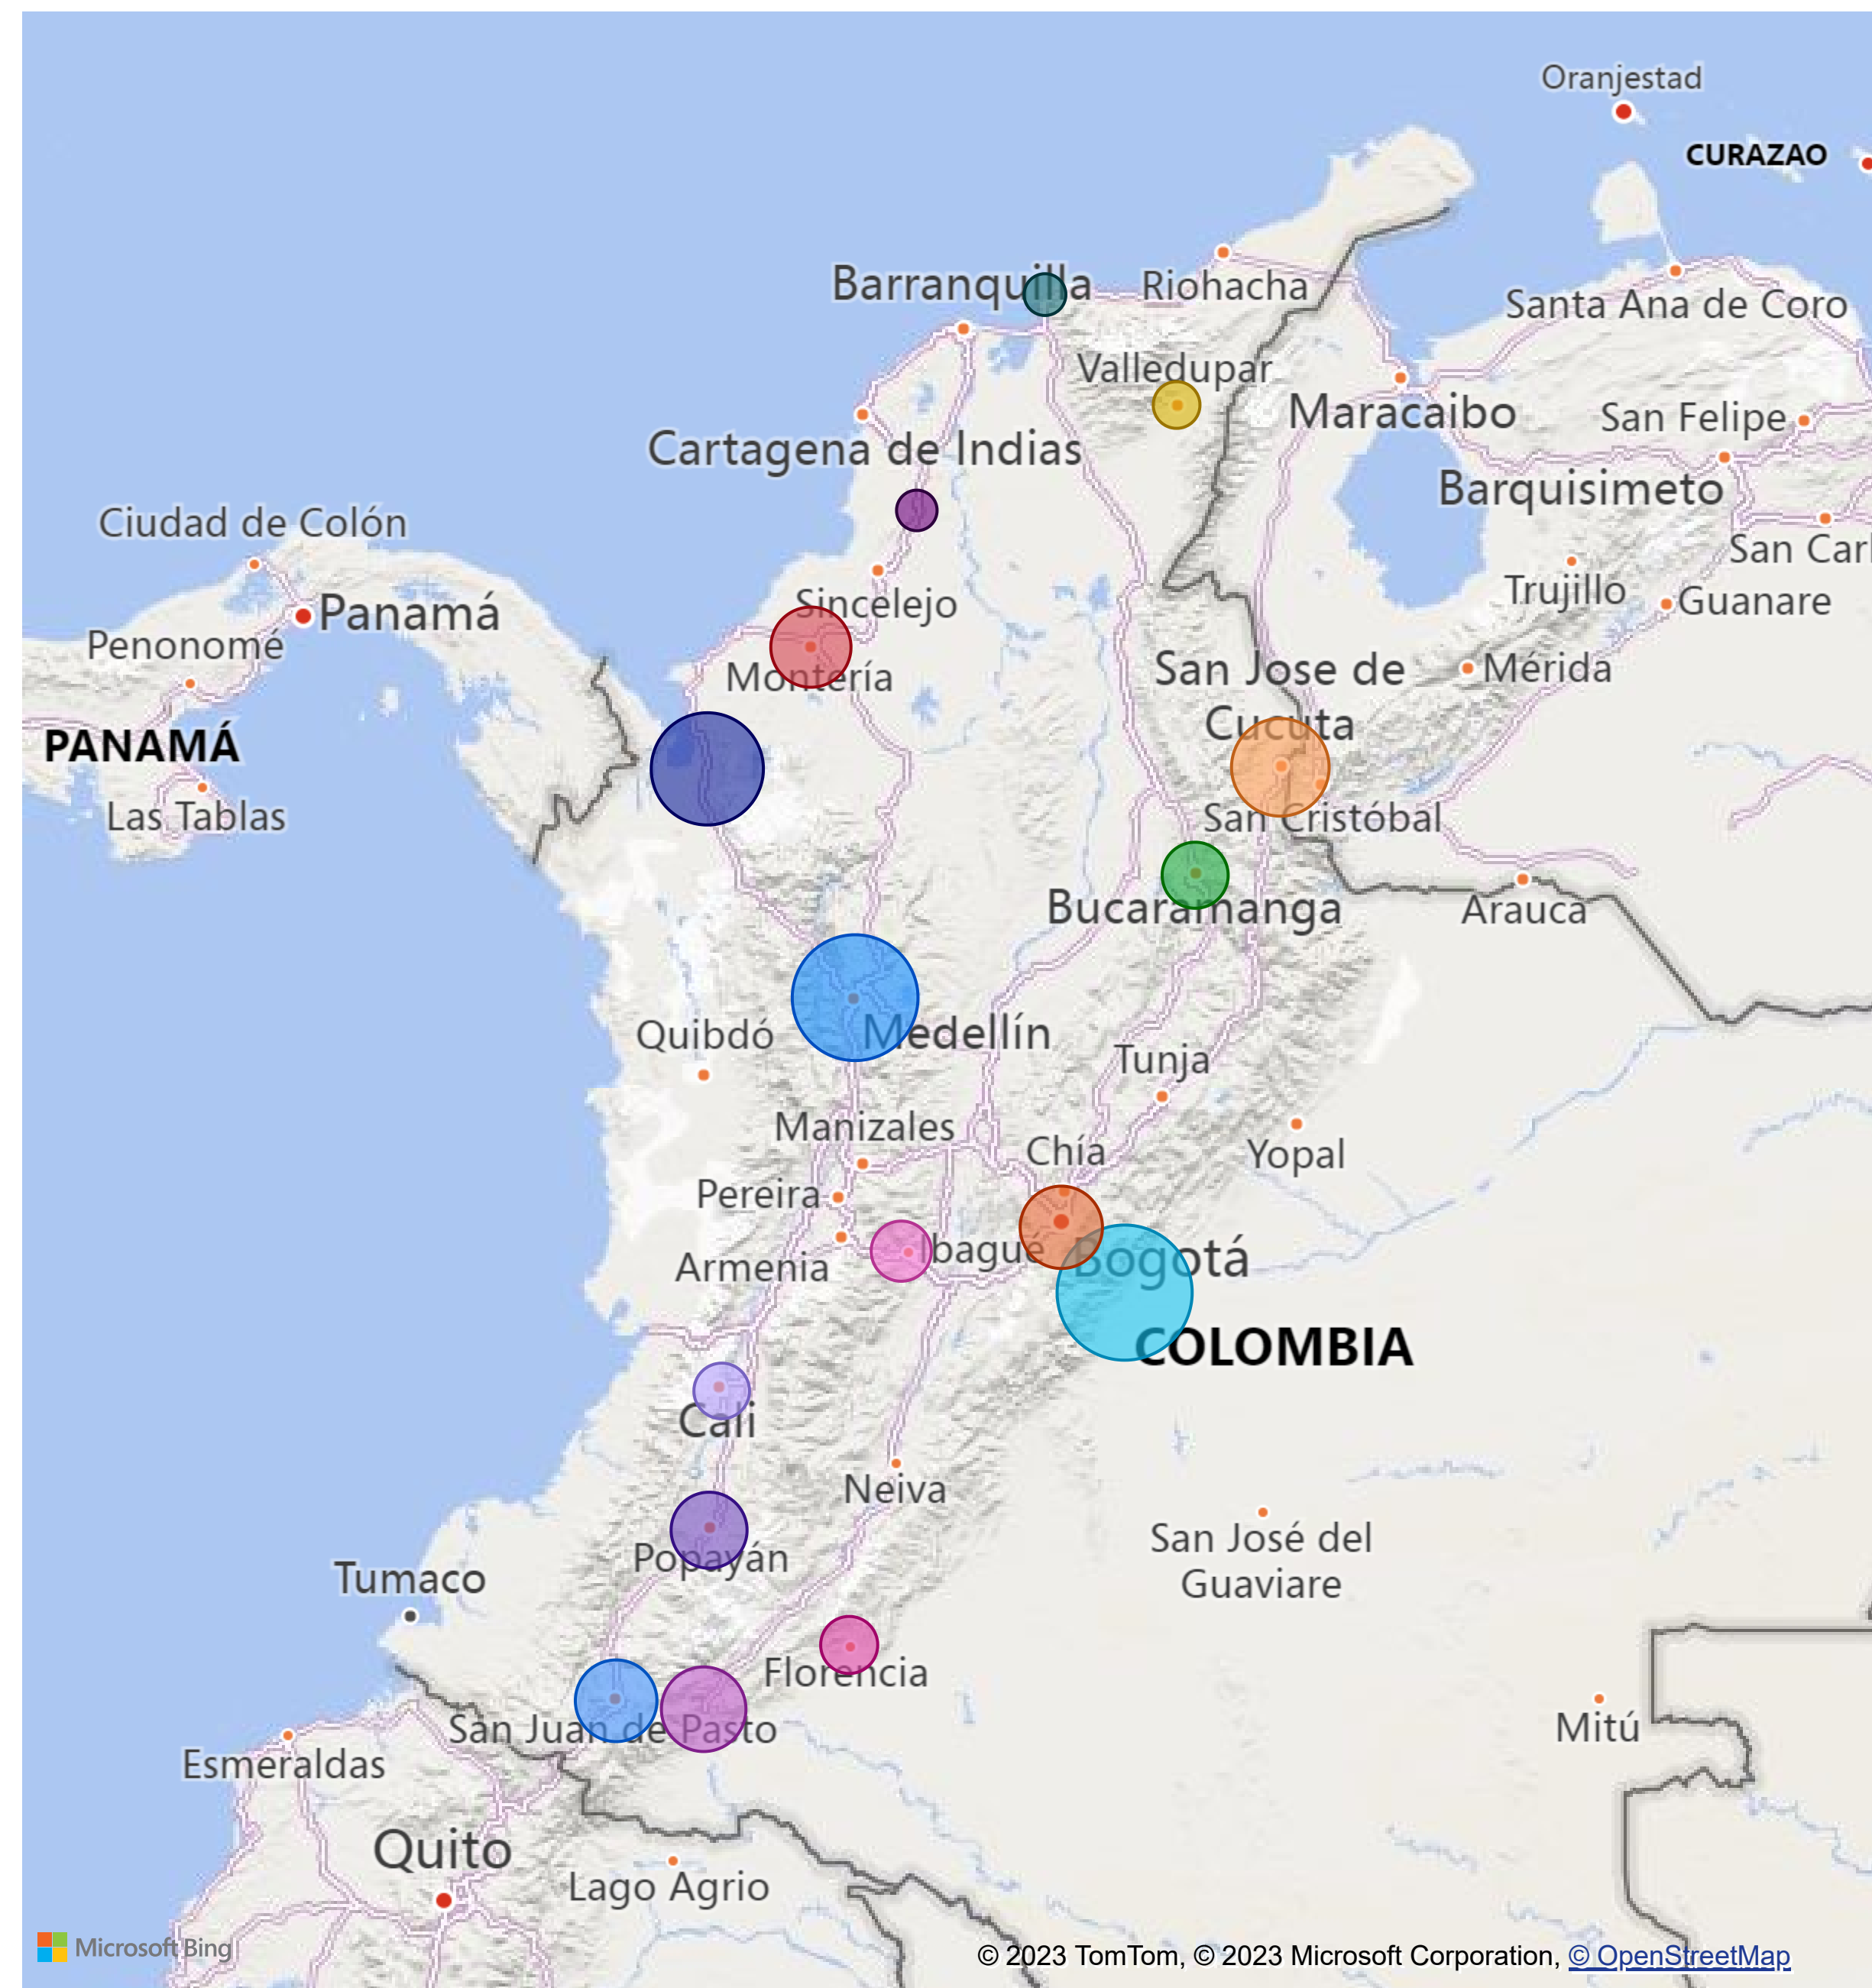 Oranjestad
CURAZAO
Barranquilla
Riohacha
Santa Ana de Coro
Valledupar
Maracaibo
San Felipe
Cartagena de Indias
Barquisimeto
Ciudad de Colón
San Carl
Trujillo
Guanare
Sincelejo
Panamá
Penonomé
Montería
San Jose de
Cucuta
Mérida
PANAMÁ
Las Tablas
San Cristóbal
Bucaramanga
Arauca
Quibdó
Medellín
Tunja
Manizales
Chía
Yopal
Pereira
Ibagué
Bogotá
Armenia
COLOMBIA
Cali
Neiva
San José del
Guaviare
Popayán
Tumaco
Florencia
San Juan de Pasto
Mitú
Esmeraldas
Quito
Lago Agrio
Microsoft Bing
© 2023 TomTom, © 2023 Microsoft Corporation, © OpenStreetMap